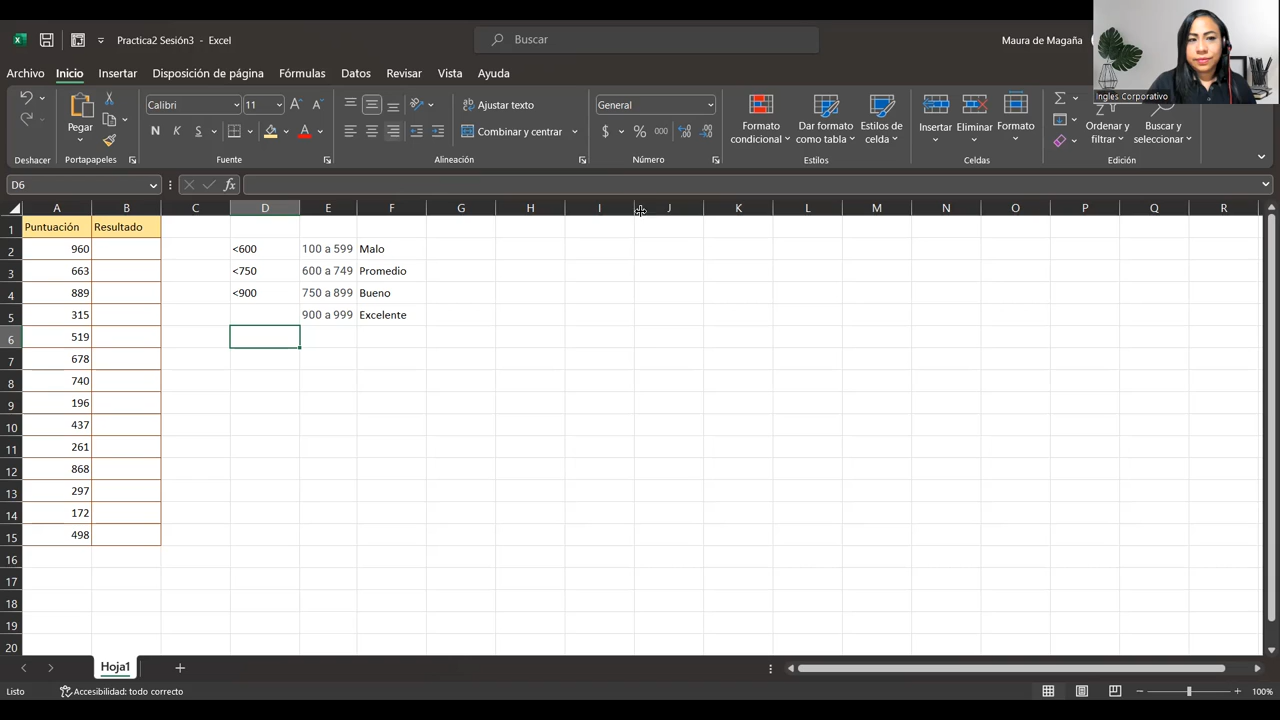 Practica2 Sesión3 - Excel
Buscar
Maura de Magaña
Ingles Corporativo
Archivo Inicio Insertar Disposición de página Fórmulas Datos Revisar Vista Ayuda
Pegar
Calibri 11
N K S
Ajustar texto
Combinar y centrar
General
$ % 000
Formato condicional
Dar formato como tabla
Estilos de celda
Insertar
Eliminar
Formato
Ordenar y filtrar
Buscar y seleccionar
Deshacer Portapapeles Fuente Alineación Número Estilos Celdas Edición
D6 fx
A B C D E F G H I J K L M N O P Q R
1 Puntuación Resultado
2 960 <600 100 a 599 Malo
3 663 <750 600 a 749 Promedio
4 889 <900 750 a 899 Bueno
5 315 900 a 999 Excelente
6 519
7 678
8 740
9 196
10 437
11 261
12 868
13 297
14 172
15 498
16
17
18
19
20
Hoja1
Listo Accesibilidad: todo correcto 100%